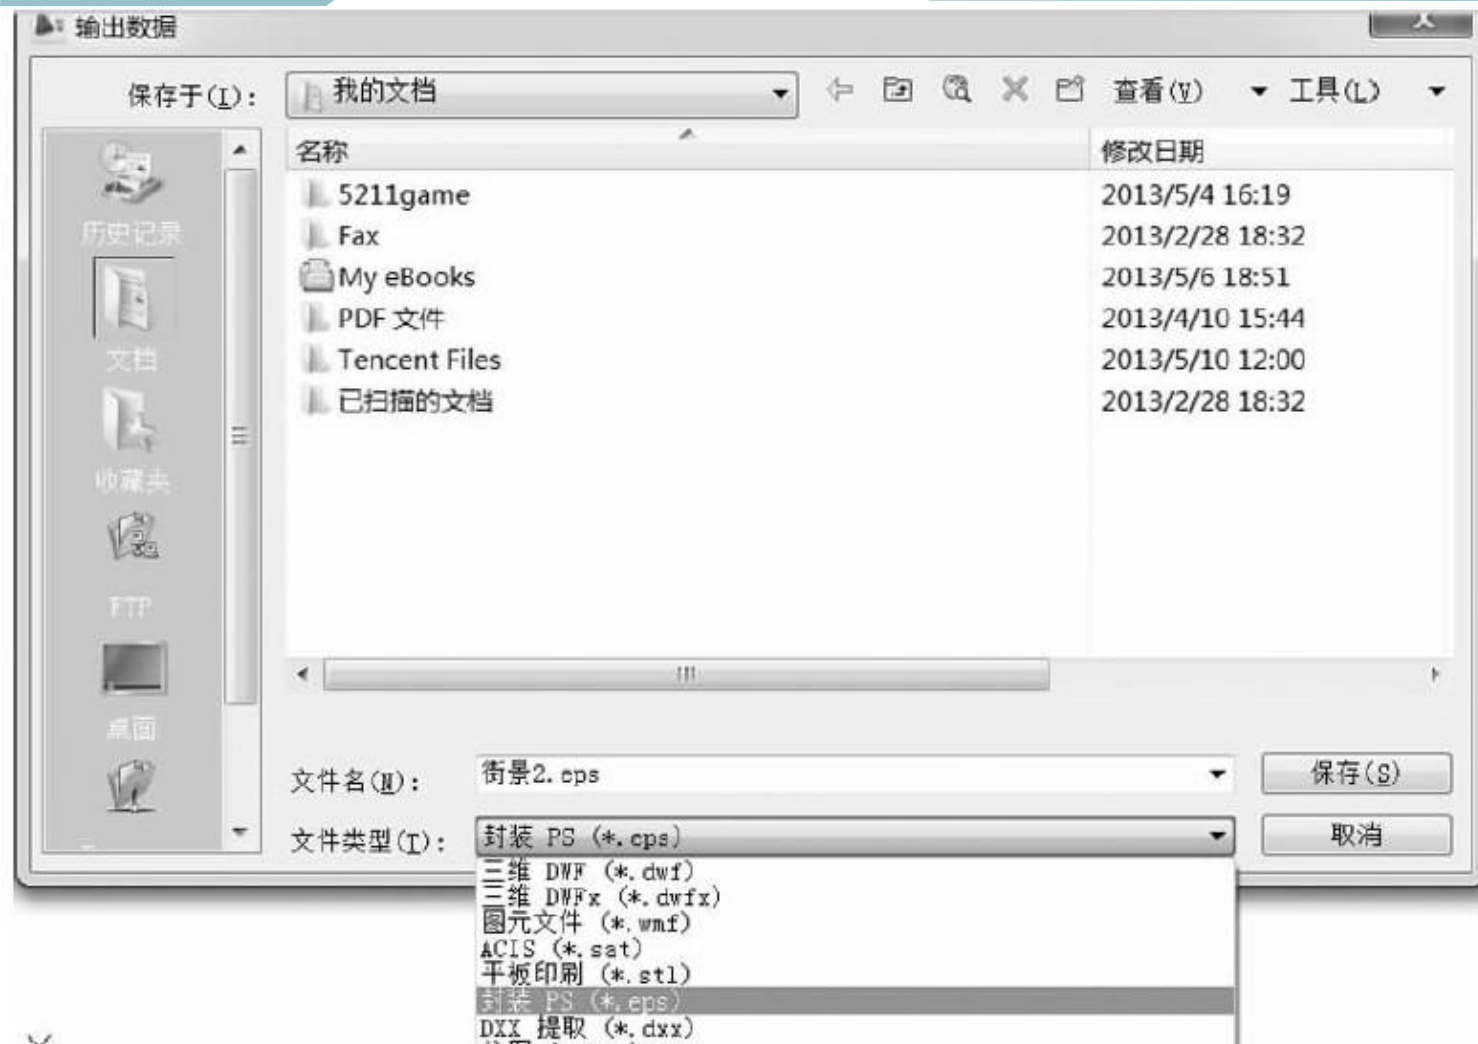 输出数据
保存于(I):
我的文档
查看(V)
工具(L)
名称
修改日期
5211game
2013/5/4 16:19
Fax
2013/2/28 18:32
My eBooks
2013/5/6 18:51
PDF 文件
2013/4/10 15:44
Tencent Files
2013/5/10 12:00
已扫描的文档
2013/2/28 18:32
历史记录
文档
收藏夹
FTP
桌面
文件名(N):
街景2.eps
保存(S)
文件类型(T):
封装 PS (*.eps)
取消
三维 DWF (*.dwf)
三维 DWFx (*.dwfx)
图元文件 (*.wmf)
ACIS (*.sat)
平板印刷 (*.stl)
封装 PS (*.eps)
DXX 提取 (*.dxx)